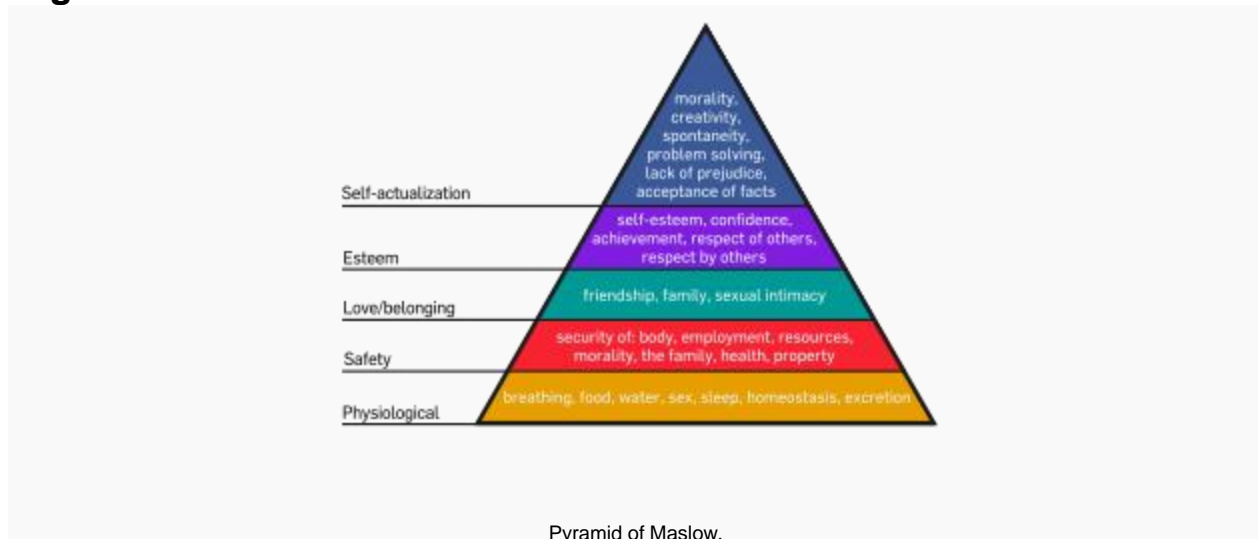 morality,
creativity,
spontaneity,
problem solving,
lack of prejudice,
acceptance of facts
Self-actualization
self-esteem, confidence,
achievement, respect of others,
respect by others
Esteem
friendship, family, sexual intimacy
Love/belonging
security of: body, employment, resources,
morality, the family, health, property
Safety
breathing, food, water, sex, sleep, homeostasis, excretion
Physiological
Pyramid of Maslow.